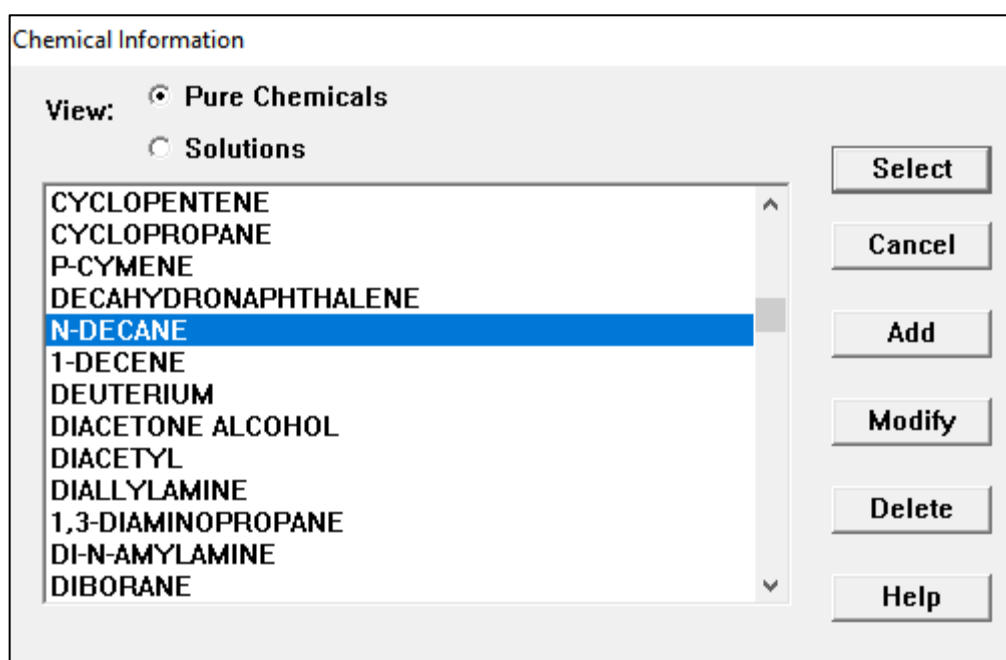 Chemical Information
View:
Pure Chemicals
Solutions
CYCLOPENTENE
CYCLOPROPANE
P-CYMENE
DECAHYDRONAPHTHALENE
N-DECANE
1-DECENE
DEUTERIUM
DIACETONE ALCOHOL
DIACETYL
DIALLYLAMINE
1,3-DIAMINOPROPANE
DI-N-AMYLAMINE
DIBORANE
Select
Cancel
Add
Modify
Delete
Help